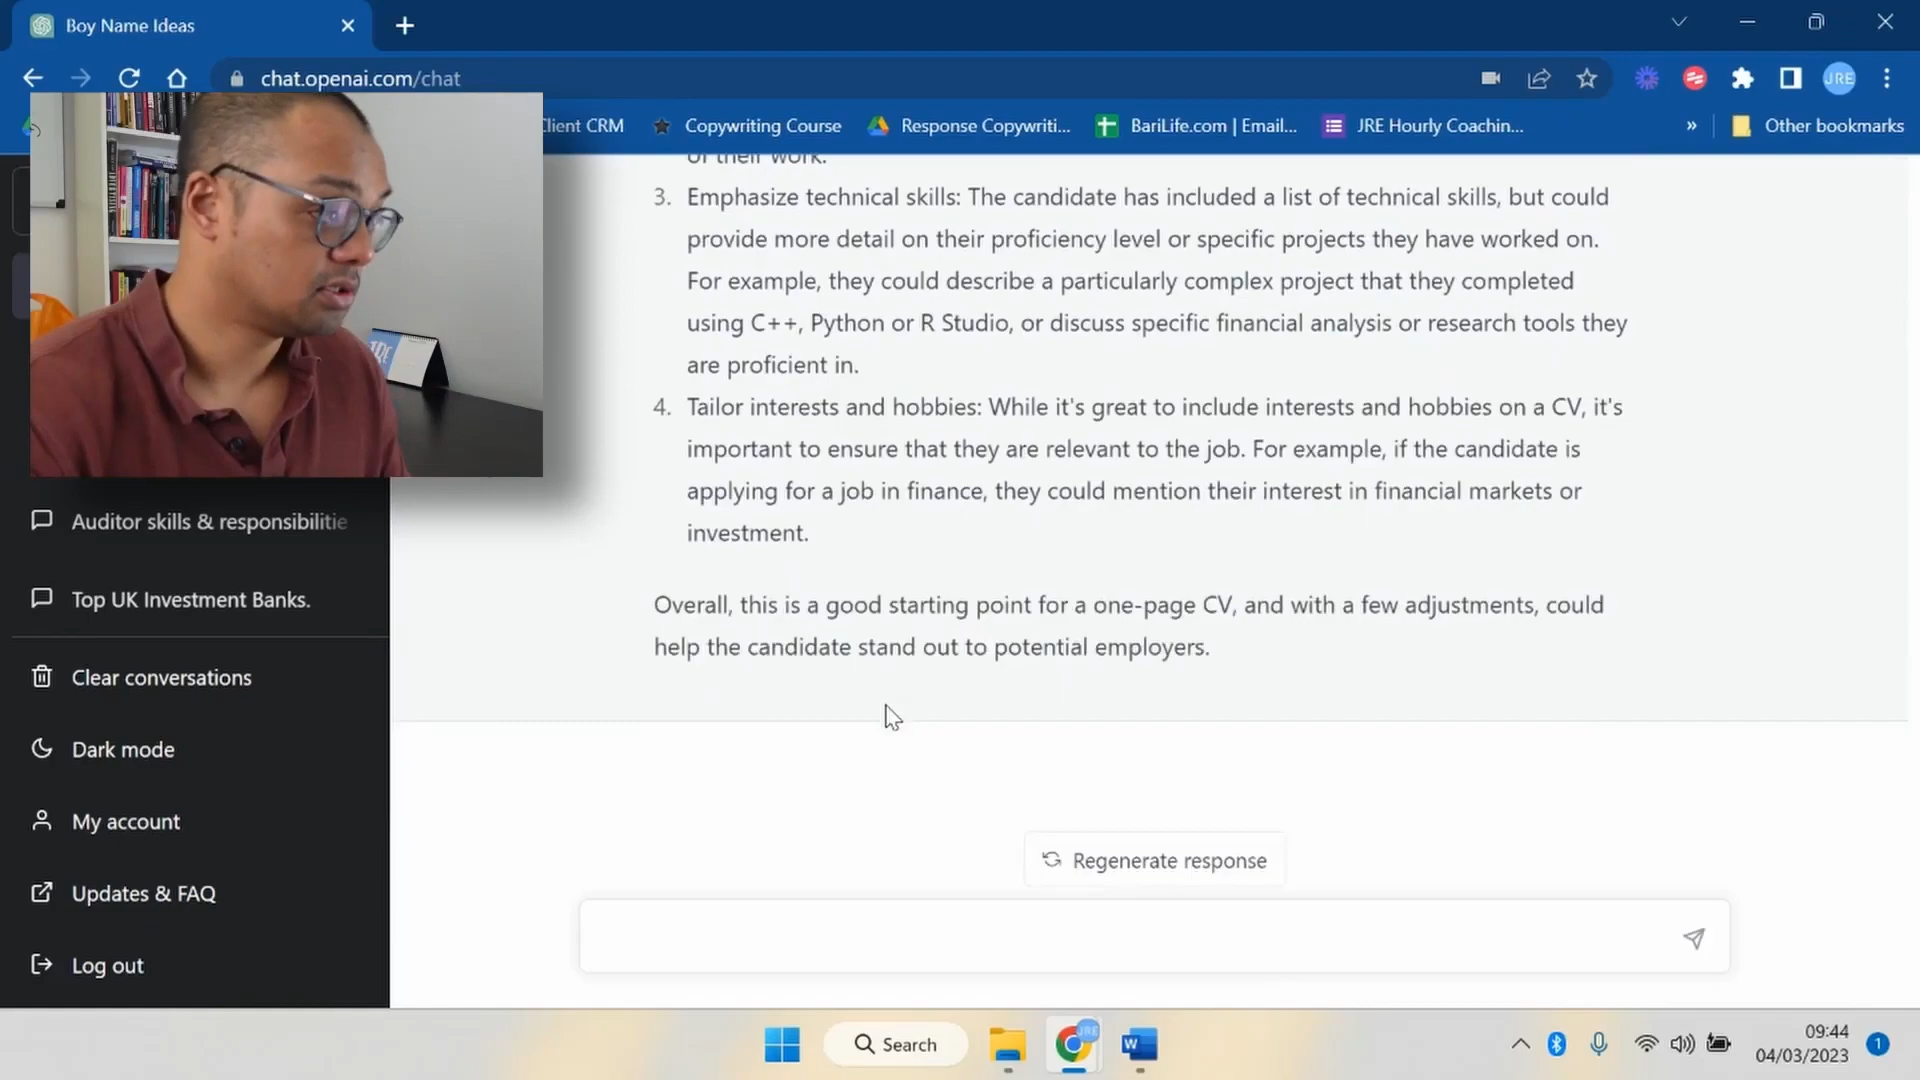 Boy Name Ideas
chat.openai.com/chat
JRE
Client CRM
Copywriting Course
Response Copywriti...
BariLife.com | Email...
JRE Hourly Coachin...
»
Other bookmarks
of their work.
3. Emphasize technical skills: The candidate has included a list of technical skills, but could
provide more detail on their proficiency level or specific projects they have worked on.
For example, they could describe a particularly complex project that they completed
using C++, Python or R Studio, or discuss specific financial analysis or research tools they
are proficient in.
4. Tailor interests and hobbies: While it's great to include interests and hobbies on a CV, it's
important to ensure that they are relevant to the job. For example, if the candidate is
applying for a job in finance, they could mention their interest in financial markets or
investment.
Overall, this is a good starting point for a one-page CV, and with a few adjustments, could
help the candidate stand out to potential employers.
Auditor skills & responsibilitie
Top UK Investment Banks.
Clear conversations
Dark mode
My account
Updates & FAQ
Log out
Regenerate response
Search
JRE
W
09:44
04/03/2023
1